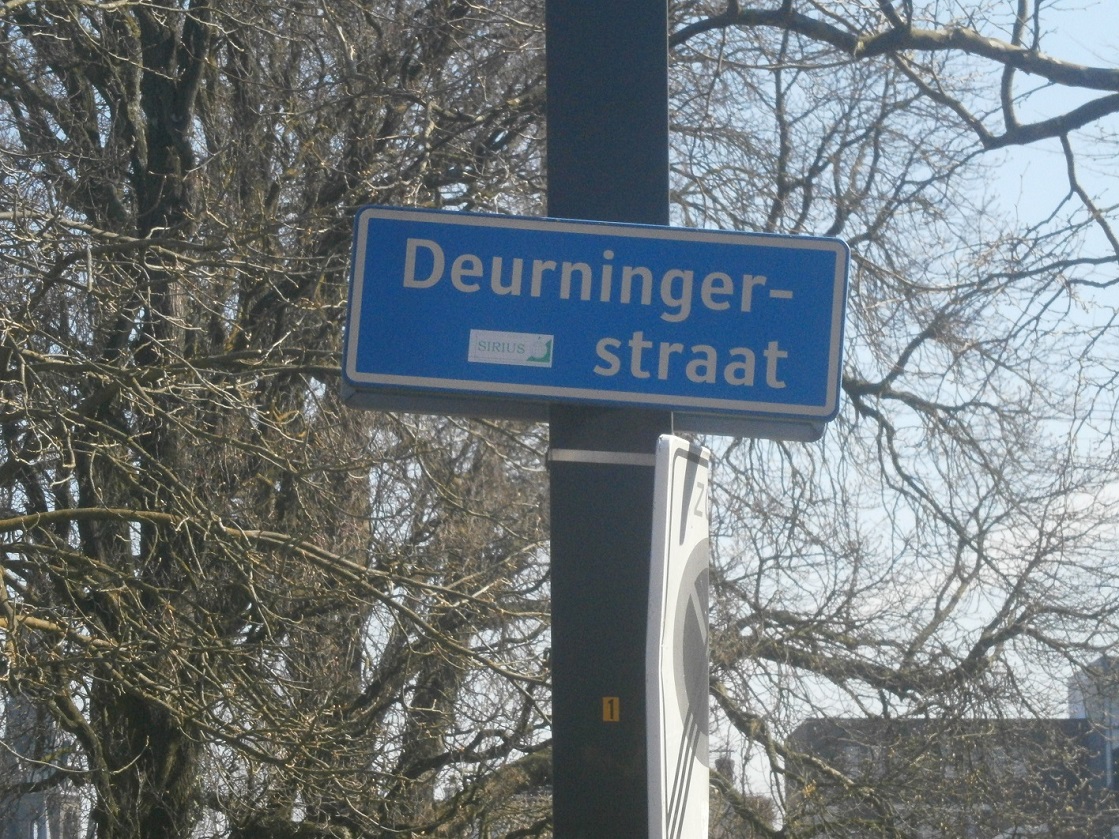 Deurninger-
straat
SIRIUS
1